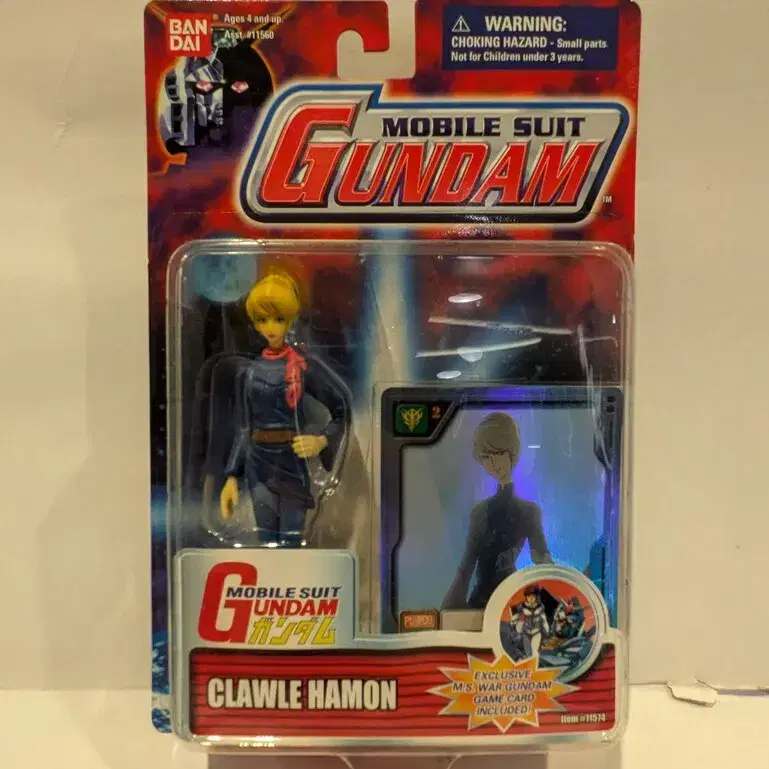 BAN
DAI
®
Ages 4 and up.
Asst. #11560
WARNING:
CHOKING HAZARD - Small parts.
Not for Children under 3 years.
MOBILE SUIT
GUNDAM
TM
2
MOBILE SUIT
GUNDAM
ガンダム
CLAWLE HAMON
EXCLUSIVE
M.S. WAR GUNDAM
GAME CARD
INCLUDED!
Item #11574